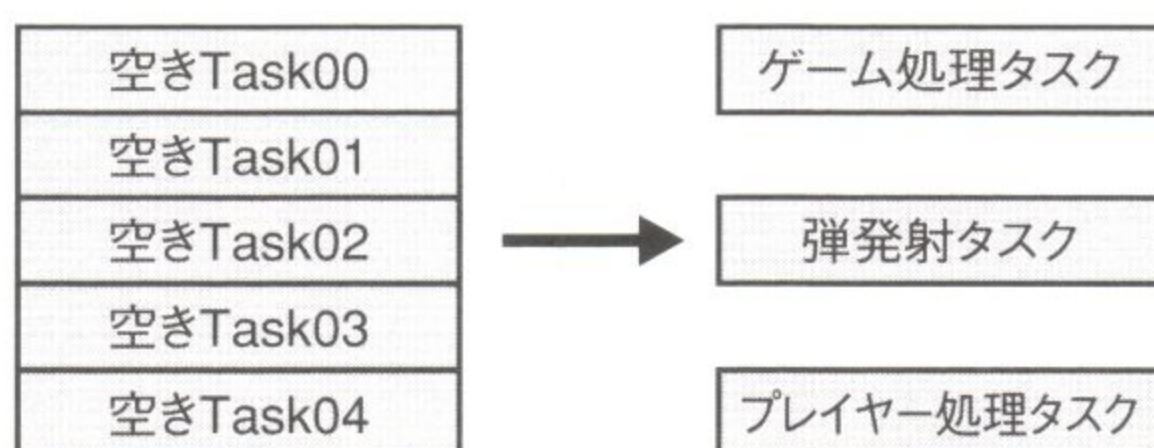 空きTask00
空きTask01
空きTask02
空きTask03
空きTask04
ゲーム処理タスク
弾発射タスク
プレイヤー処理タスク